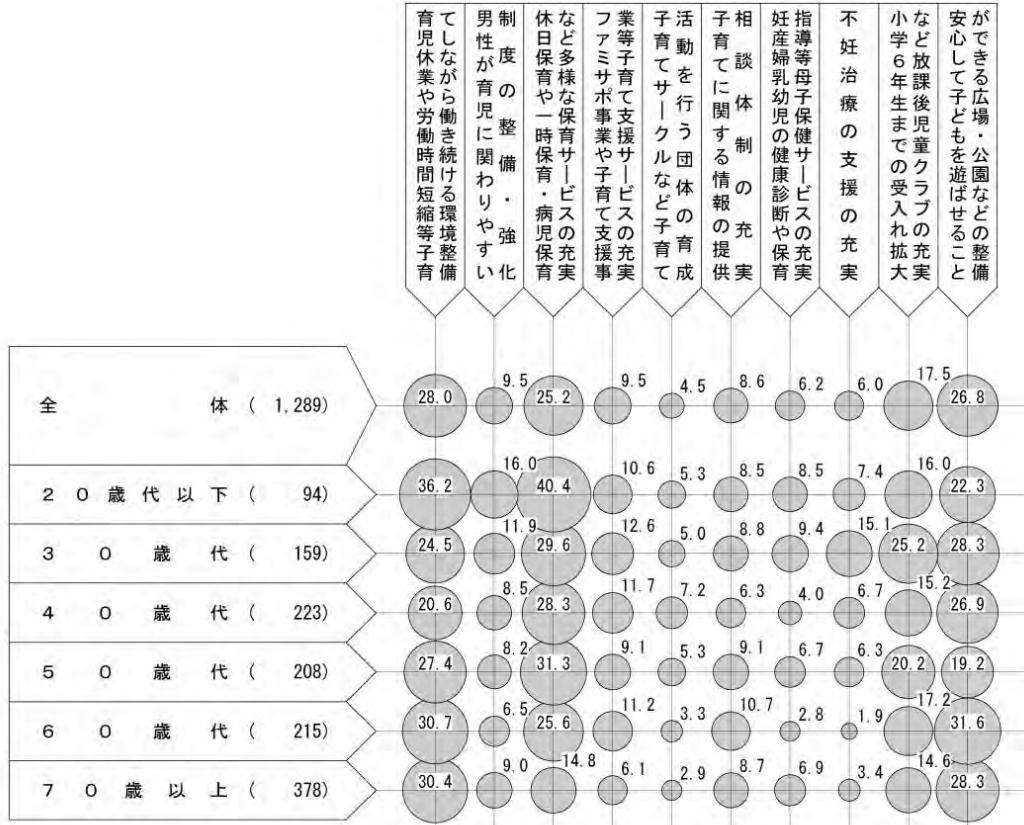 育児休業や労働時間短縮等子育
てしながら働き続ける環境整備
男性が育児に関わりやすい
制度の整備・強化
休日保育や一時保育・病児保育
など多様な保育サービスの充実
ファミサポ事業や子育て支援事
業等子育て支援サービスの充実
子育てサークルなど子育て
活動を行う団体の育成
子育てに関する情報の提供
相談体制の充実
妊産婦乳幼児の健康診断や保育
指導等母子保健サービスの充実
不妊治療の支援の充実
小学6年生までの受入れ拡大
など放課後児童クラブの充実
安心して子どもを遊ばせること
ができる広場・公園などの整備
全体(1,289) 28.0 9.5 25.2 9.5 4.5 8.6 6.2 6.0 17.5 26.8
20歳代以下(94) 36.2 16.0 40.4 10.6 5.3 8.5 8.5 7.4 16.0 22.3
30歳代(159) 24.5 11.9 29.6 12.6 5.0 8.8 9.4 15.1 25.2 28.3
40歳代(223) 20.6 8.5 28.3 11.7 7.2 6.3 4.0 6.7 15.2 26.9
50歳代(208) 27.4 8.2 31.3 9.1 5.3 9.1 6.7 6.3 20.2 19.2
60歳代(215) 30.7 6.5 25.6 11.2 3.3 10.7 2.8 1.9 17.2 31.6
70歳以上(378) 30.4 9.0 14.8 6.1 2.9 8.7 6.9 3.4 14.6 28.3